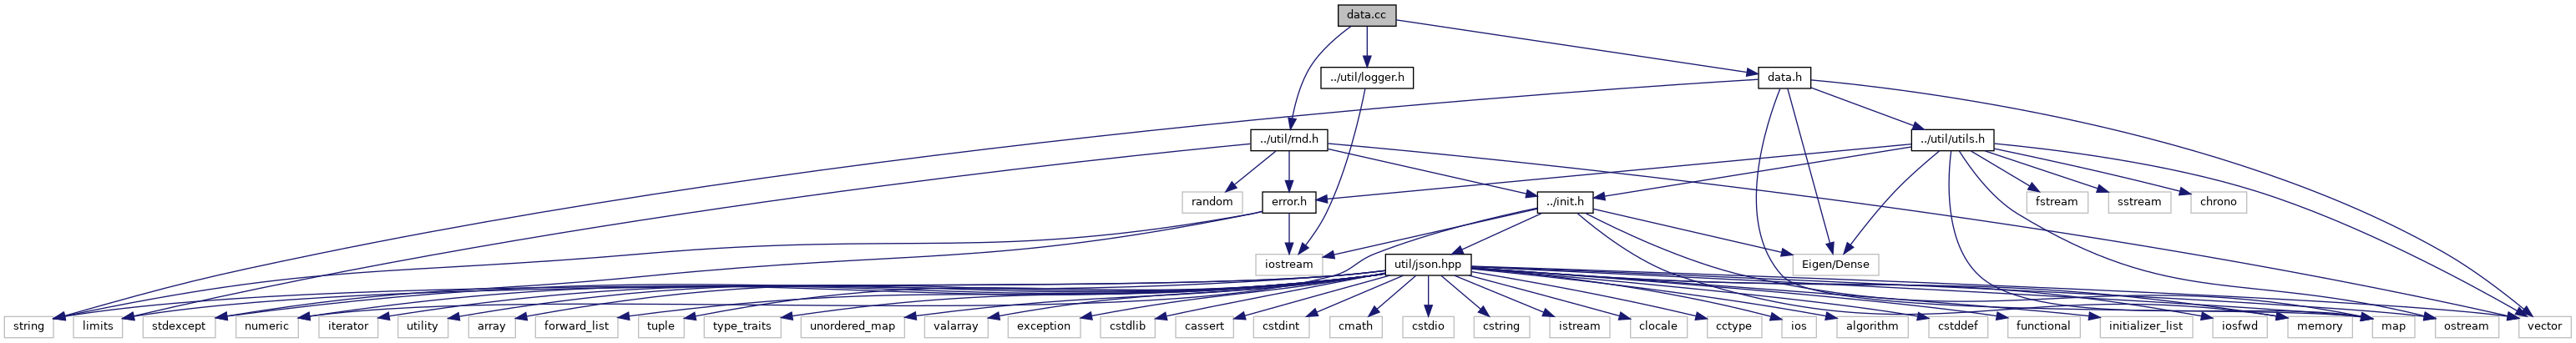 data.cc
../util/logger.h
data.h
../util/rnd.h
../util/utils.h
random
error.h
../init.h
fstream
sstream
chrono
iostream
util/json.hpp
Eigen/Dense
string
limits
stdexcept
numeric
iterator
utility
array
forward_list
tuple
type_traits
unordered_map
valarray
exception
cstdlib
cassert
cstdint
cmath
cstdio
cstring
istream
clocale
cctype
ios
algorithm
cstddef
functional
initializer_list
iosfwd
memory
map
ostream
vector